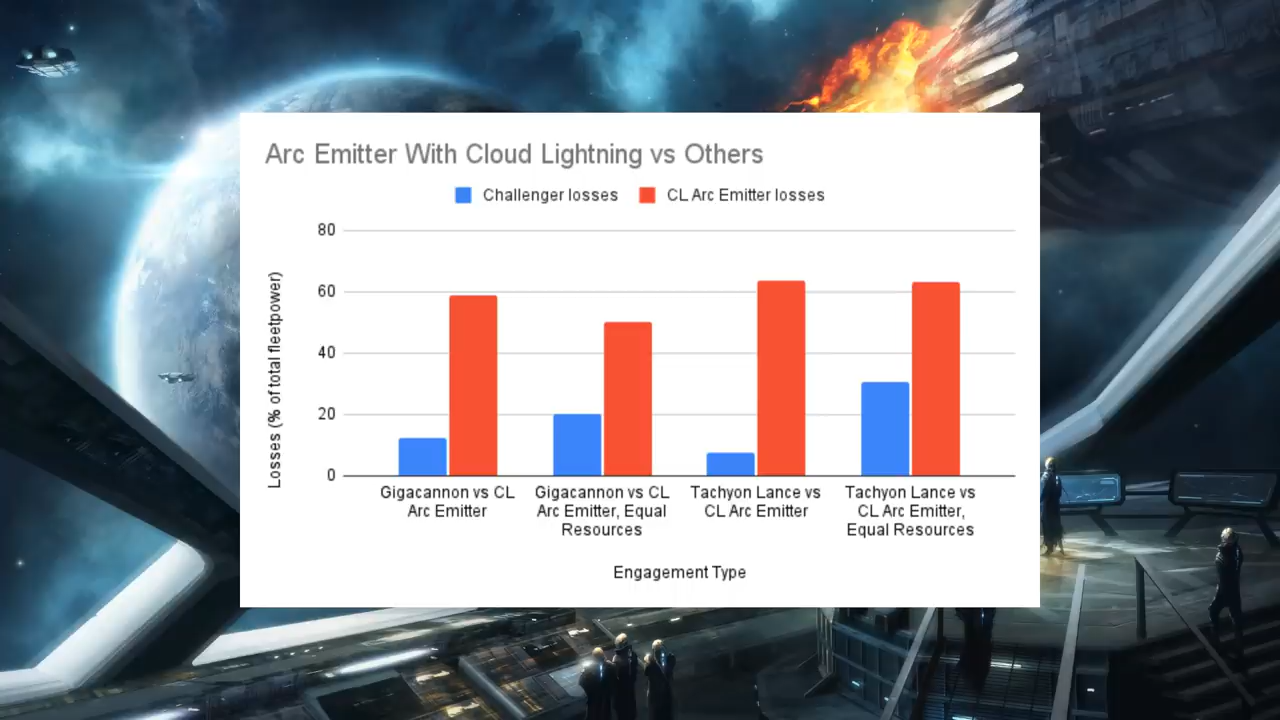 Arc Emitter With Cloud Lightning vs Others
Challenger losses
CL Arc Emitter losses
Losses (% of total fleetpower)
80
60
40
20
0
Gigacannon vs CL
Arc Emitter
Gigacannon vs CL
Arc Emitter, Equal
Resources
Tachyon Lance vs
CL Arc Emitter
Tachyon Lance vs
CL Arc Emitter,
Equal Resources
Engagement Type